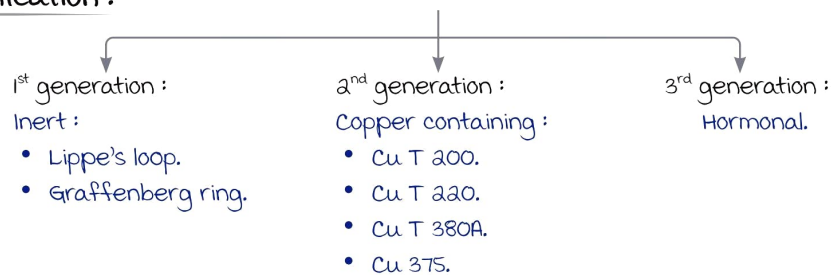 1st generation :
Inert :
• Lippe's loop.
• Graffenberg ring.
2nd generation :
Copper containing :
• Cu T 200.
• Cu T 220.
• Cu T 380A.
• Cu 375.
3rd generation :
Hormonal.